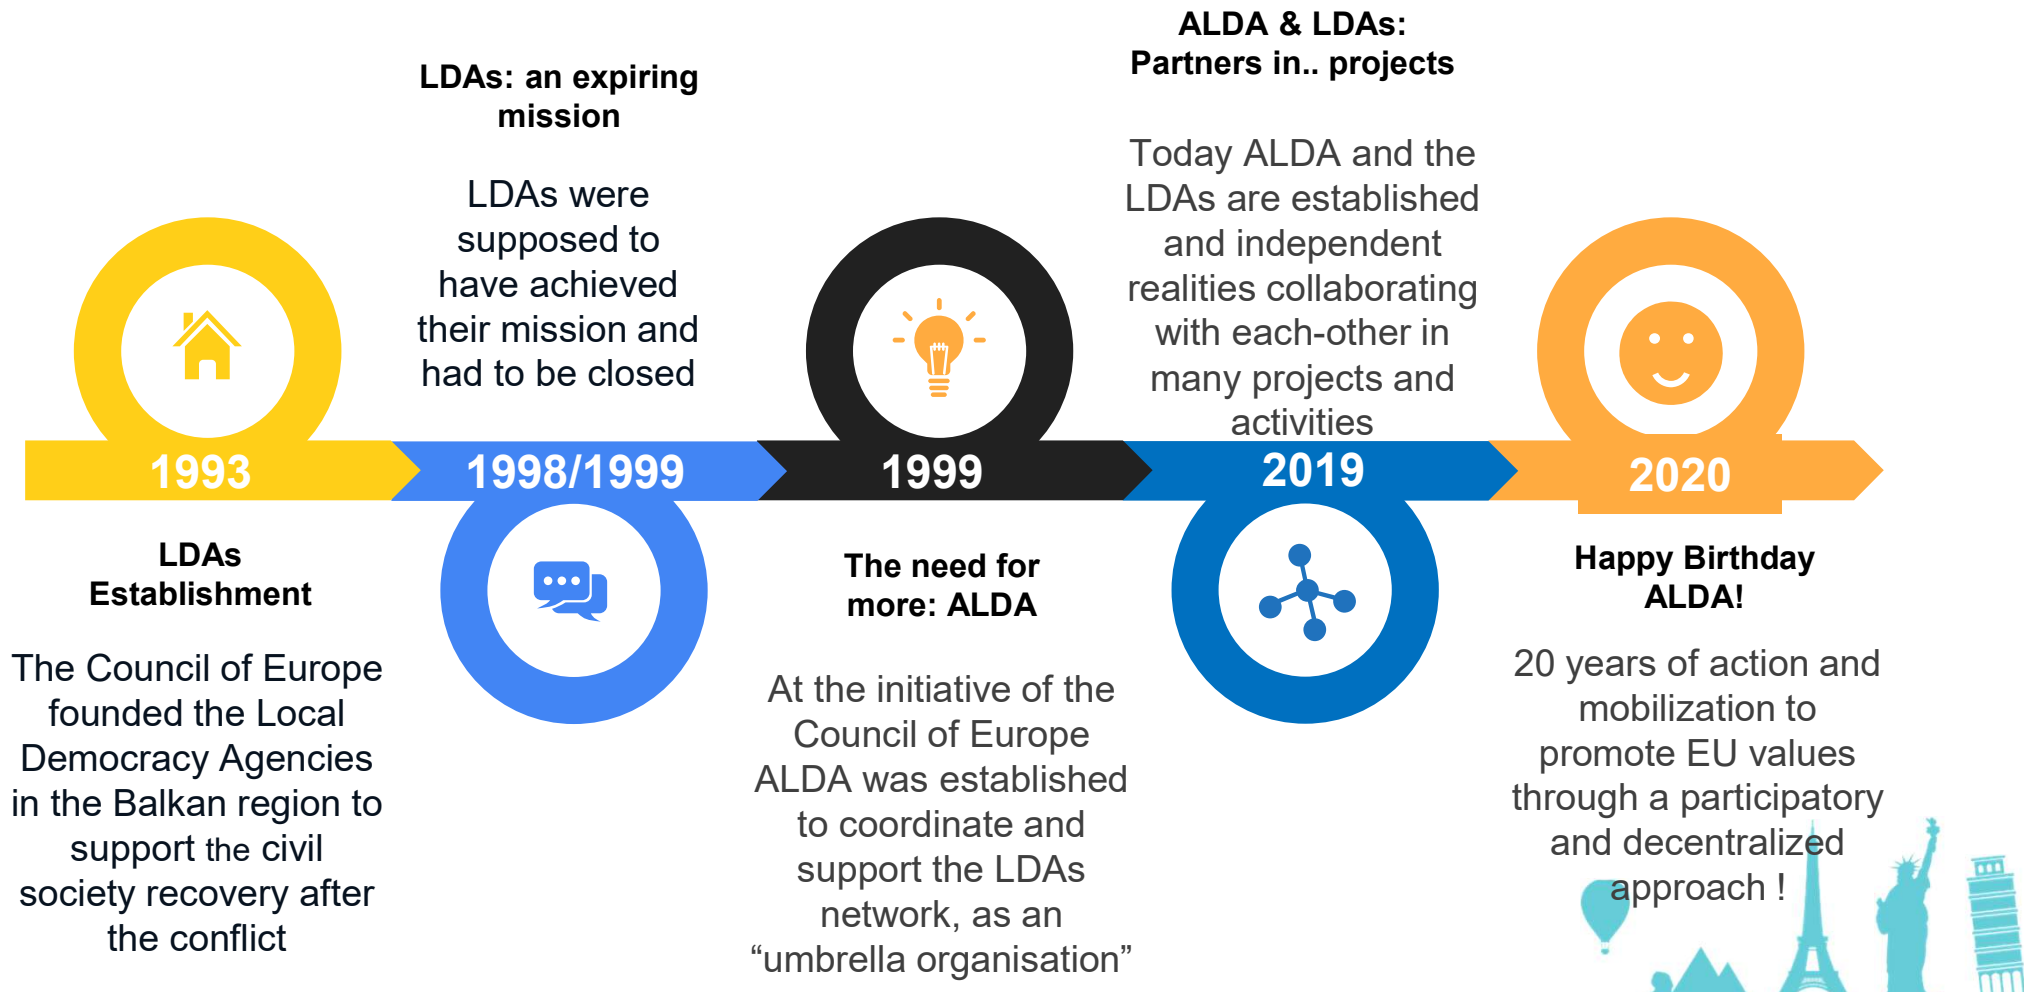 1993
LDAs
Establishment
The Council of Europe
founded the Local
Democracy Agencies
in the Balkan region to
support the civil
society recovery after
the conflict
LDAs: an expiring
mission
LDAs were
supposed to
have achieved
their mission and
had to be closed
1998/1999
1999
The need for
more: ALDA
At the initiative of the
Council of Europe
ALDA was established
to coordinate and
support the LDAs
network, as an
“umbrella organisation”
ALDA & LDAs:
Partners in.. projects
Today ALDA and the
LDAs are established
and independent
realities collaborating
with each-other in
many projects and
activities
2019
2020
Happy Birthday
ALDA!
20 years of action and
mobilization to
promote EU values
through a participatory
and decentralized
approach !